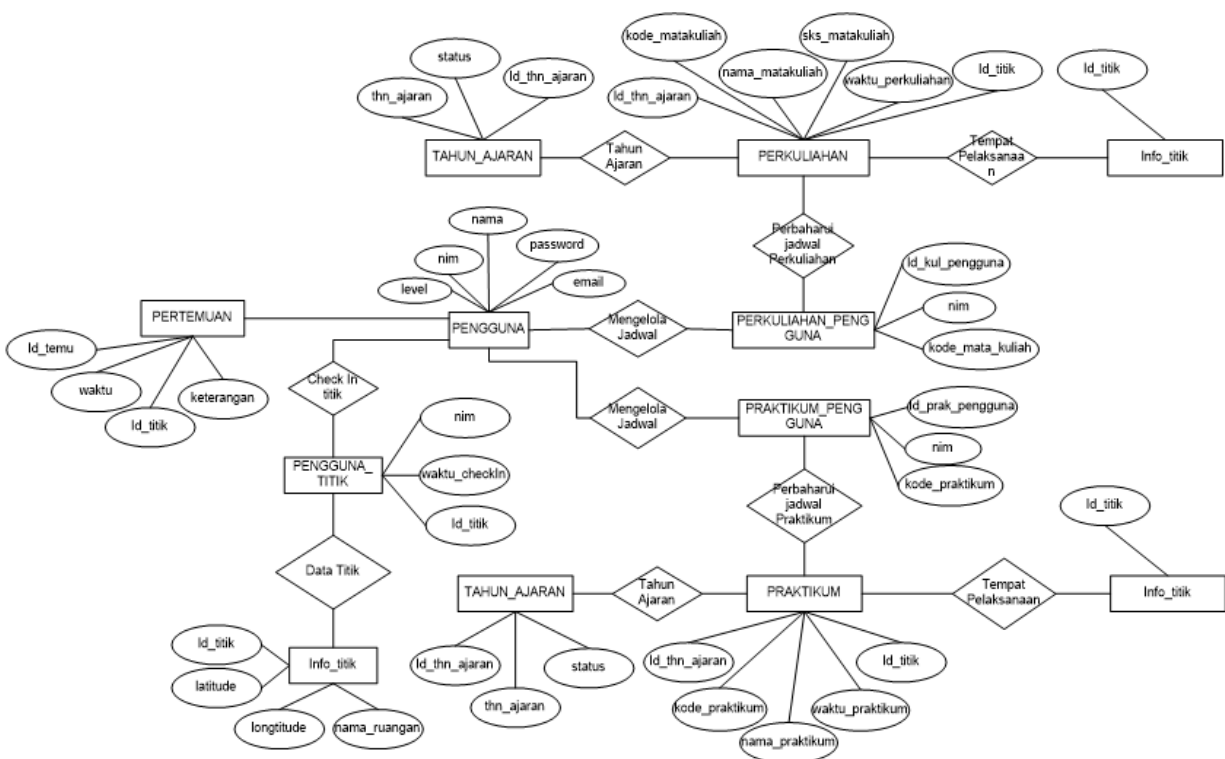 kode_matakuliah
sks_matakuliah
status
Id_thn_ajaran
nama_matakuliah
Id_titik
Id_titik
thn_ajaran
waktu_perkuliahan
Id_thn_ajaran
TAHUN_AJARAN
Tahun
Ajaran
PERKULIAHAN
Tempat
Pelaksanaa
n
Info_titik
nama
password
nim
email
level
Perbaharui
jadwal
Perkuliahan
Id_kul_pengguna
nim
kode_mata_kuliah
PERTEMUAN
PENGGUNA
Mengelola
Jadwal
PERKULIAHAN_PENG
GUNA
Id_temu
waktu
Id_titik
keterangan
Check In
titik
Mengelola
Jadwal
PRAKTIKUM_PENG
GUNA
Id_prak_pengguna
nim
kode_praktikum
PENGGUNA_
TITIK
nim
waktu_checkIn
Id_titik
Perbaharui
jadwal
Praktikum
Id_titik
Data Titik
TAHUN_AJARAN
Tahun
Ajaran
PRAKTIKUM
Tempat
Pelaksanaan
Info_titik
Id_titik
latitude
Info_titik
longtitude
nama_ruangan
Id_thn_ajaran
thn_ajaran
status
Id_thn_ajaran
kode_praktikum
nama_praktikum
waktu_praktikum
Id_titik